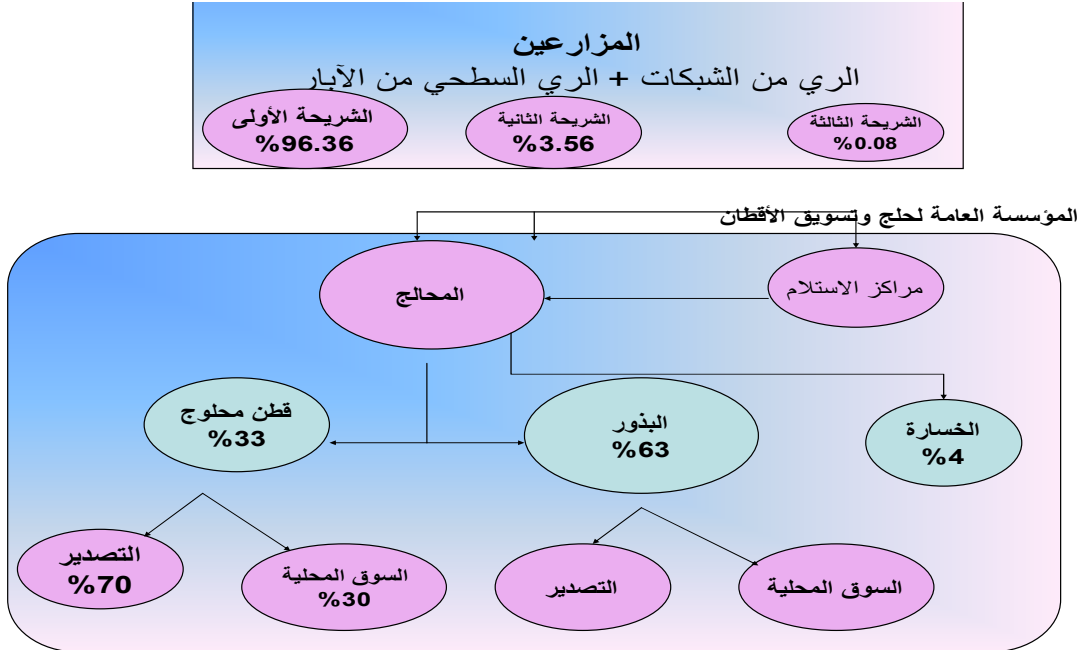 المزارعين
الري من الشبكات + الري السطحي من الآبار
الشريحة الثالثة
%0.08
الشريحة الثانية
%3.56
الشريحة الأولى
%96.36
المؤسسة العامة لحلج وتسويق الأقطان
مراكز الاستلام
المحالج
الخسارة
%4
البذور
%63
قطن محلوج
%33
السوق المحلية
التصدير
السوق المحلية
%30
التصدير
%70